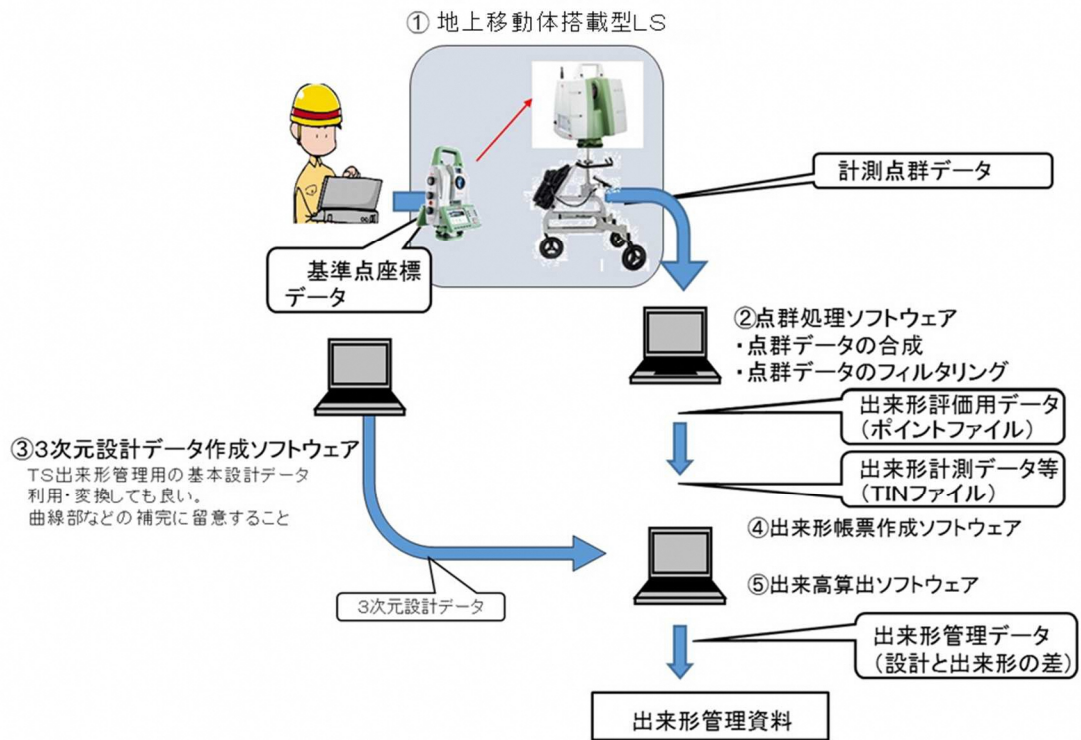 ① 地上移動体搭載型LS
計測点群データ
基準点座標
データ
②点群処理ソフトウェア
・点群データの合成
・点群データのフィルタリング
出来形評価用データ
(ポイントファイル)
③3次元設計データ作成ソフトウェア
TS出来形管理用の基本設計データ
利用・変換しても良い。
曲線部などの補完に留意すること
出来形計測データ等
(TINファイル)
④出来形帳票作成ソフトウェア
⑤出来高算出ソフトウェア
3次元設計データ
出来形管理データ
(設計と出来形の差)
出来形管理資料